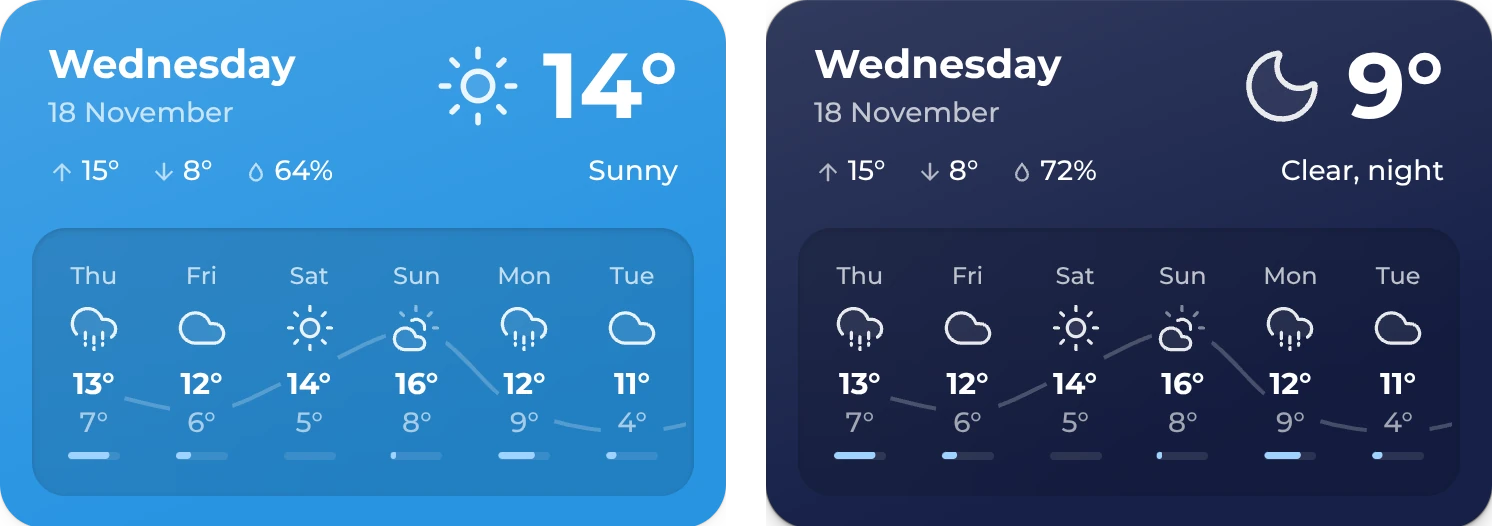 Wednesday
14°
18 November
15° 8° 64%
Sunny
Thu Fri Sat Sun Mon Tue
13° 12° 14° 16° 12° 11°
7° 6° 5° 8° 9° 4°
Wednesday
9°
18 November
15° 8° 72%
Clear, night
Thu Fri Sat Sun Mon Tue
13° 12° 14° 16° 12° 11°
7° 6° 5° 8° 9° 4°